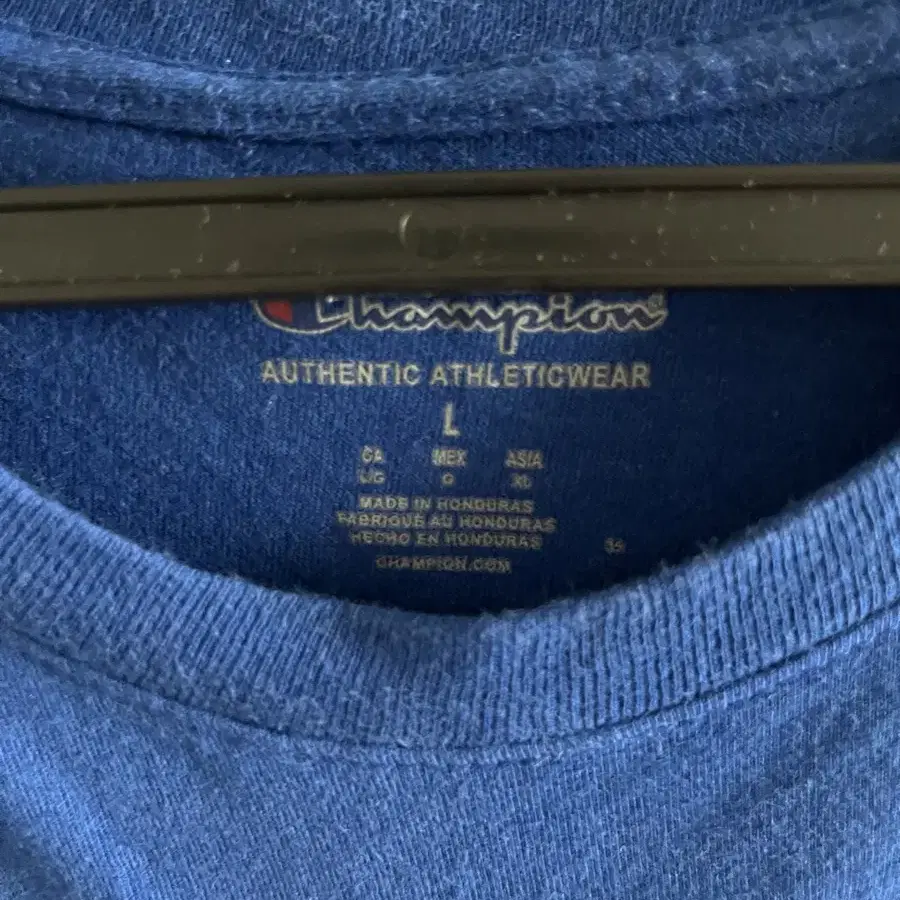 Champion
AUTHENTIC ATHLETICWEAR
L
CA MEX ASIA
L/G G XL
MADE IN HONDURAS
FABRIQUÉ AU HONDURAS
HECHO EN HONDURAS
CHAMPION.COM